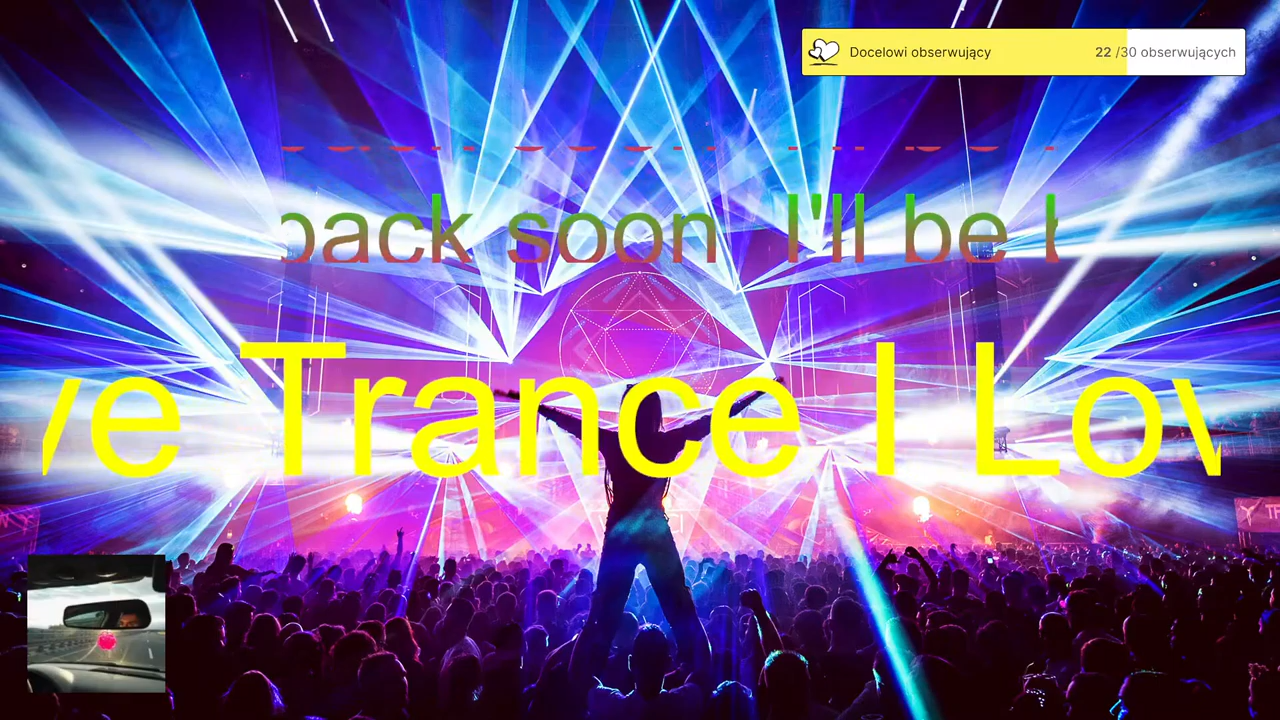 Docelowi obserwujący 22 /30 obserwujących
back soon I'll be b
ve Trance I Lov